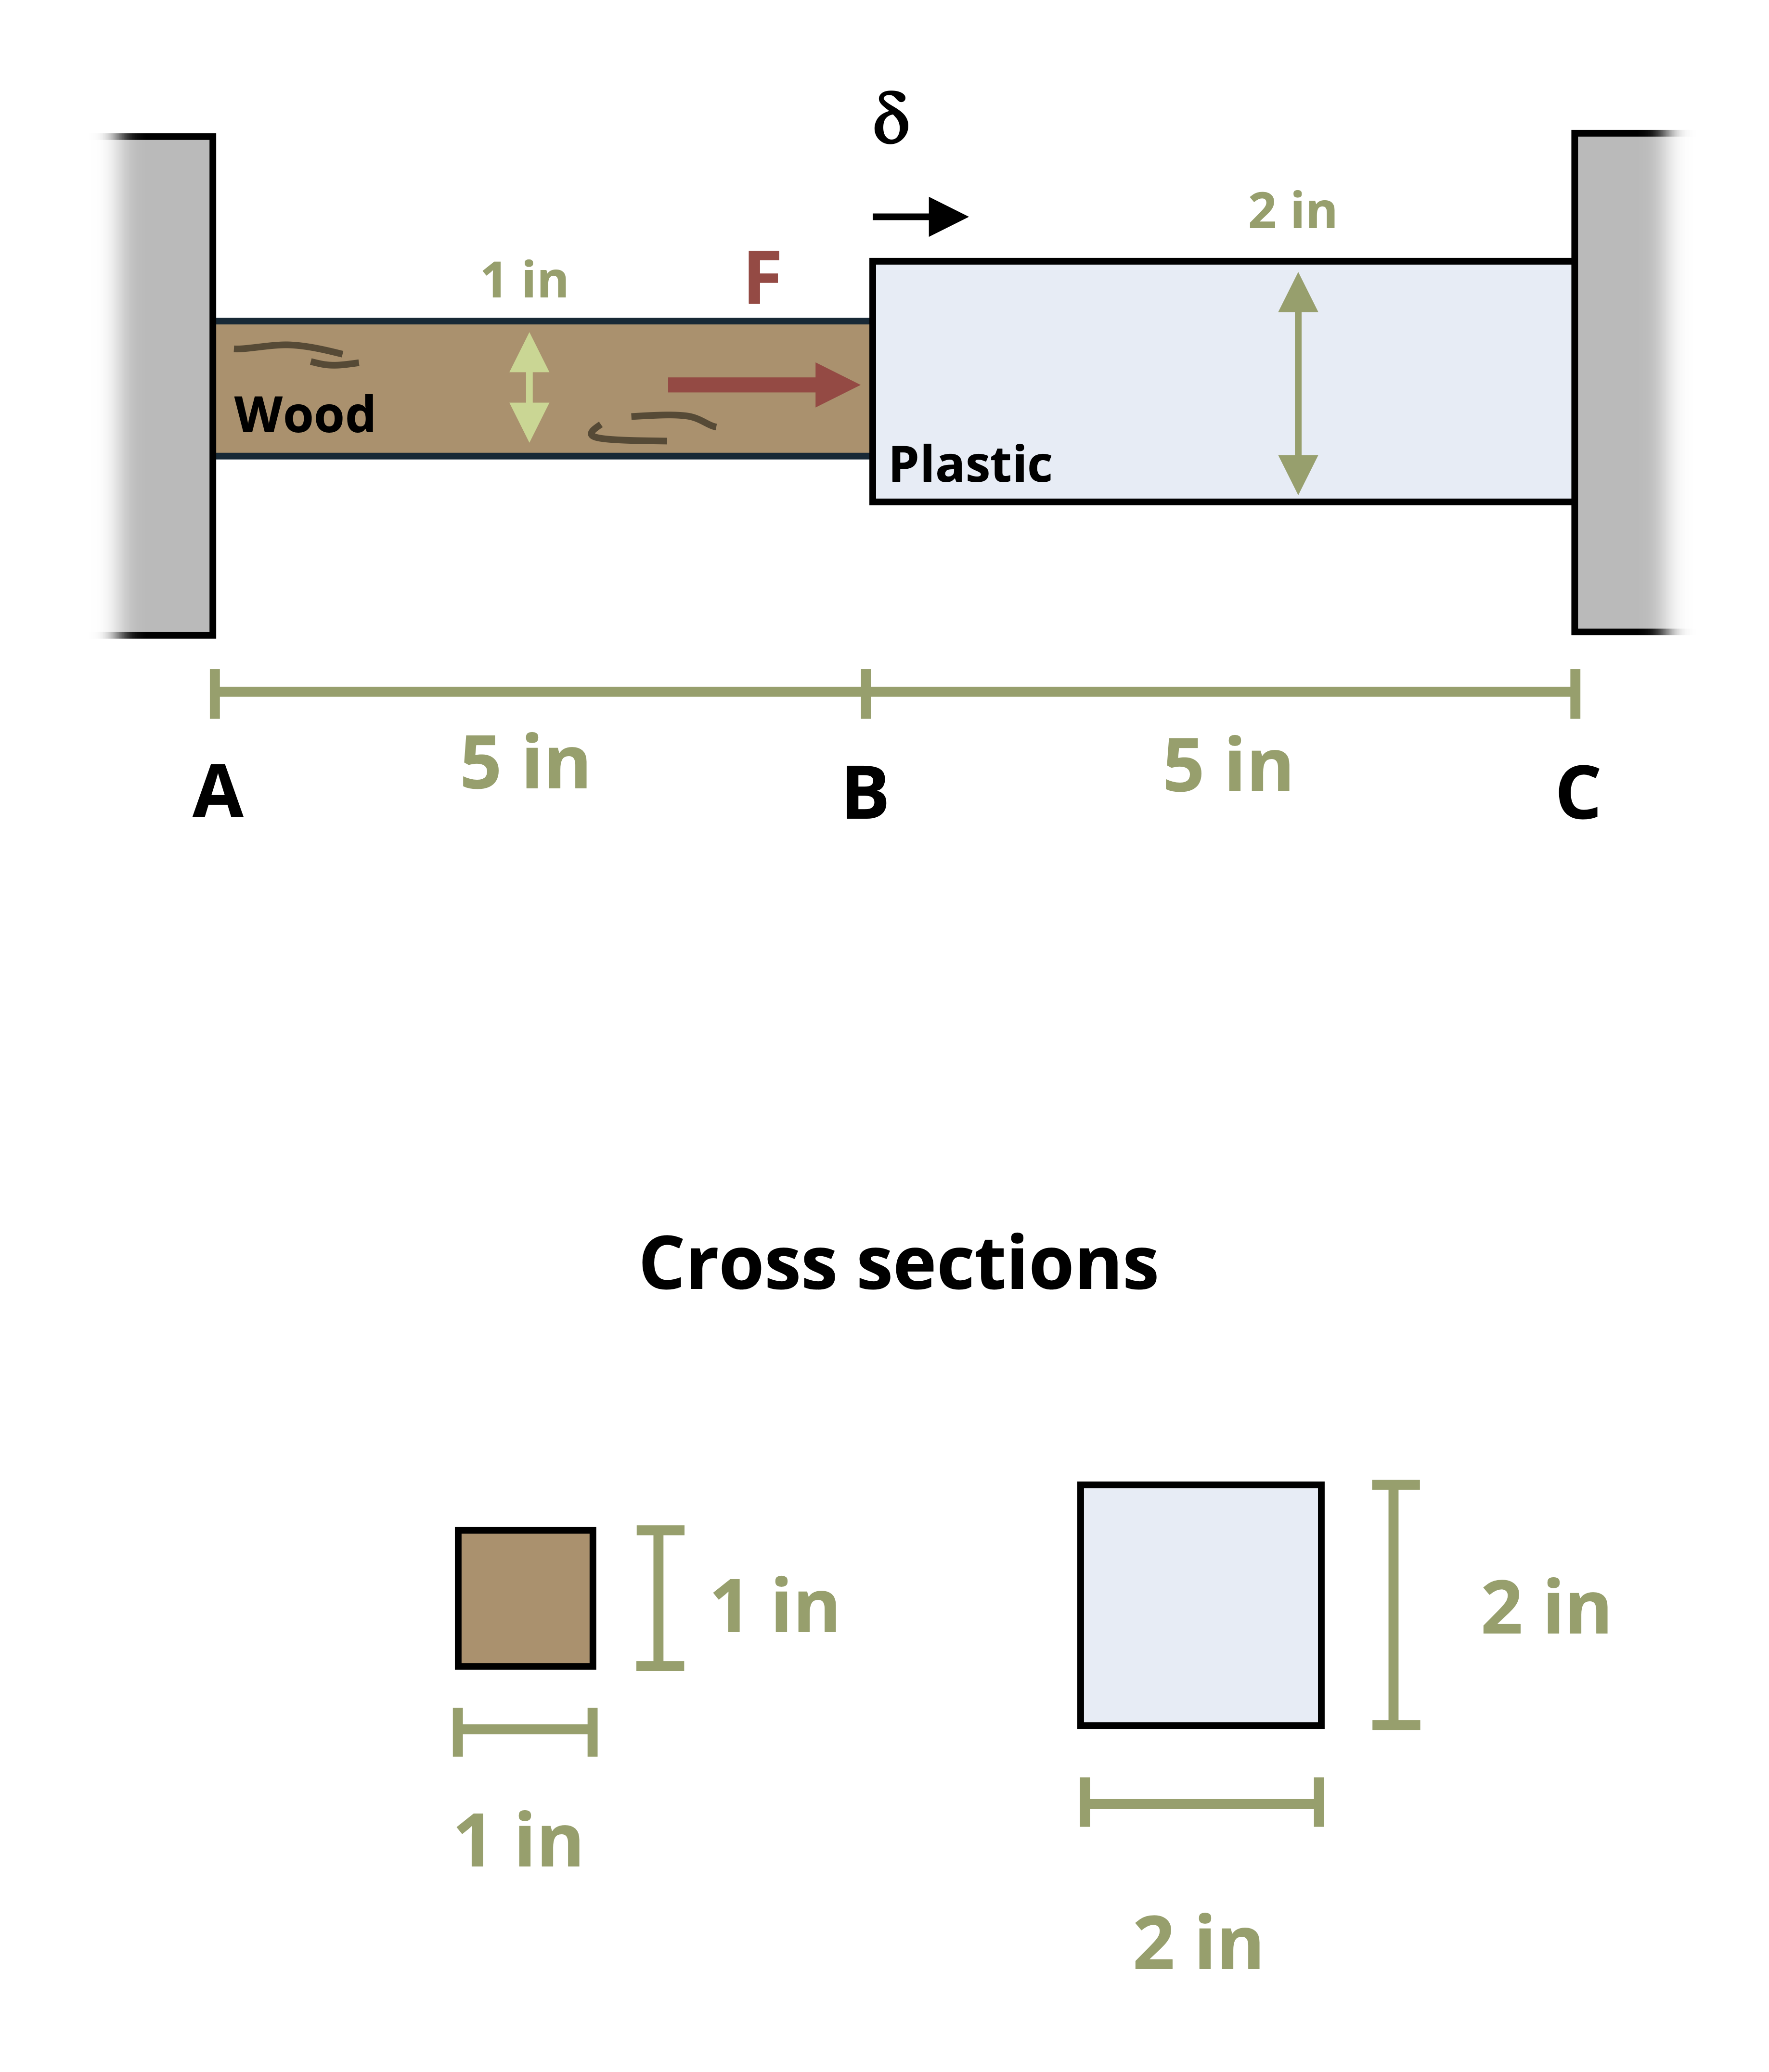 δ
2 in
1 in
F
Wood
Plastic
5 in
5 in
A
B
C
Cross sections
1 in
2 in
1 in
2 in